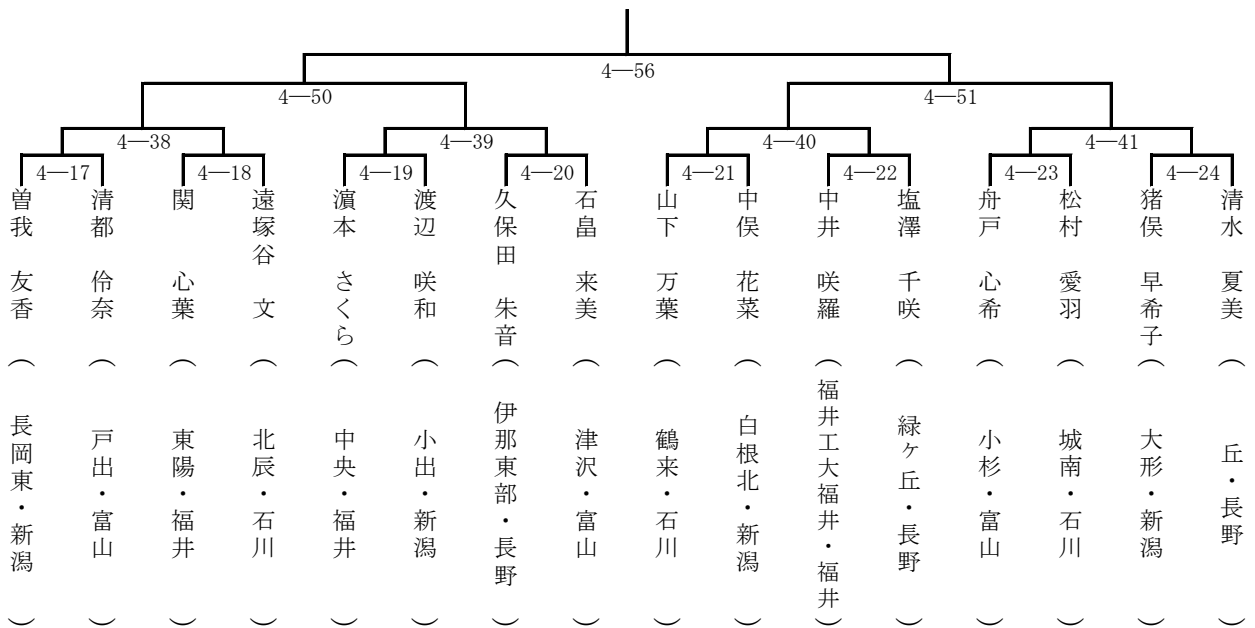 4—56
4—50
4—51
4—38
4—39
4—40
4—41
4—17
4—18
4—19
4—20
4—21
4—22
4—23
4—24
曽我 友香(長岡東・新潟)
清都 伶奈(戸出・富山)
関 心葉(東陽・福井)
遠塚谷 文(北辰・石川)
濵本 さくら(中央・福井)
渡辺 咲和(小出・新潟)
久保田 朱音(伊那東部・長野)
石畠 来美(津沢・富山)
山下 万葉(鶴来・石川)
中俣 花菜(白根北・新潟)
中井 咲羅(福井工大福井・福井)
塩澤 千咲(緑ヶ丘・長野)
舟戸 心希(小杉・富山)
松村 愛羽(城南・石川)
猪俣 早希子(大形・新潟)
清水 夏美(丘・長野)